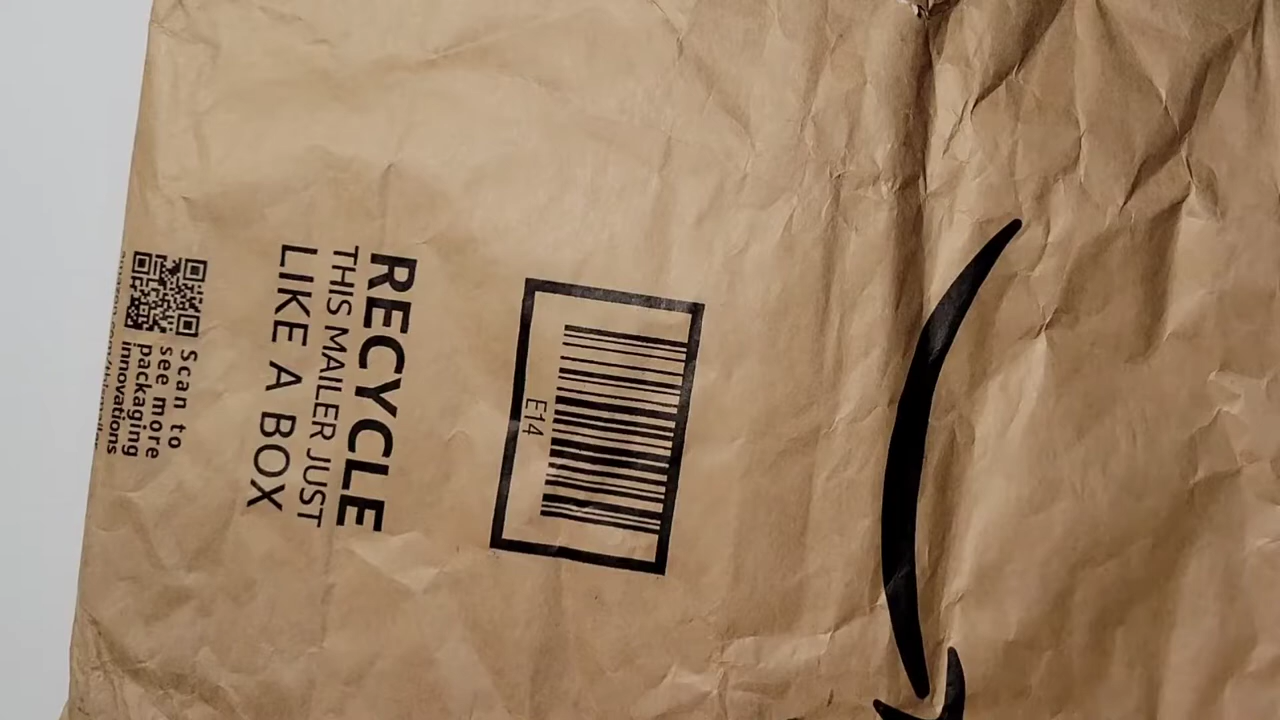 E14
RECYCLE
THIS MAILER JUST
LIKE A BOX
Scan to
see more
packaging
innovations